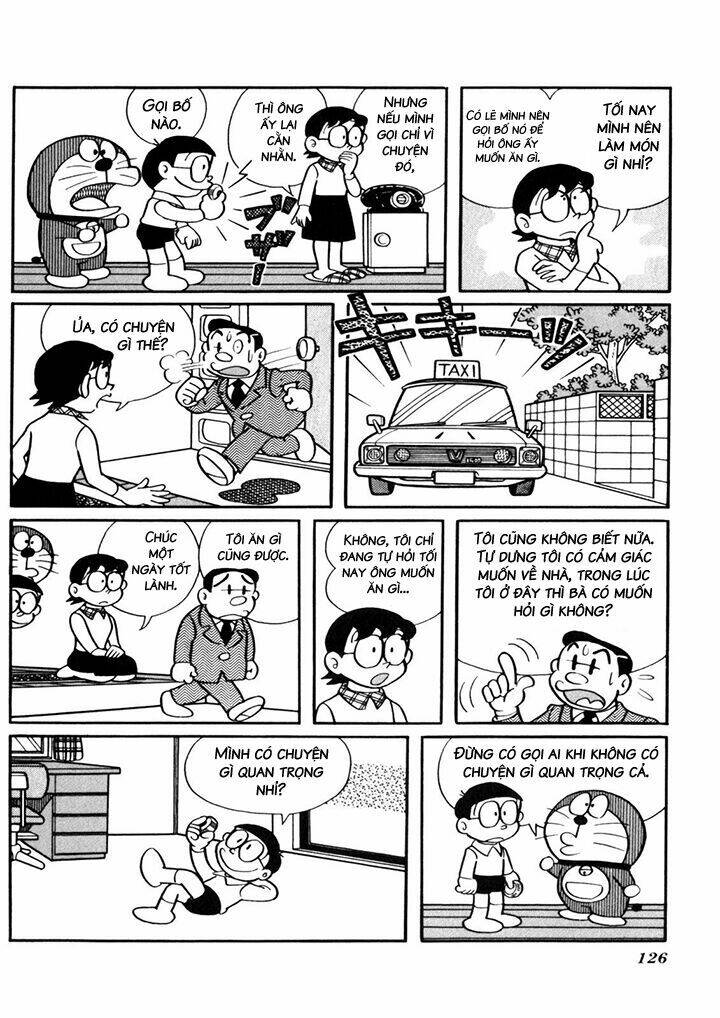 TỐI NAY
MÌNH NÊN
LÀM MÓN
GÌ NHỈ?
CÓ LẼ MÌNH NÊN
GỌI BỐ NÓ ĐỂ
HỎI ÔNG ẤY
MUỐN ĂN GÌ.
NHƯNG
NẾU MÌNH
GỌI CHỈ VÌ
CHUYỆN
ĐÓ,
THÌ ÔNG
ẤY LẠI
CẰN
NHẰN.
GỌI BỐ
NÀO.
キキーッ
TAXI
ỦA, CÓ CHUYỆN
GÌ THẾ?
TÔI CŨNG KHÔNG BIẾT NỮA.
TỰ DƯNG TÔI CÓ CẢM GIÁC
MUỐN VỀ NHÀ, TRONG LÚC
TÔI Ở ĐÂY THÌ BÀ CÓ MUỐN
HỎI GÌ KHÔNG?
KHÔNG, TÔI CHỈ
ĐANG TỰ HỎI TỐI
NAY ÔNG MUỐN
ĂN GÌ...
TÔI ĂN GÌ
CŨNG ĐƯỢC.
CHÚC
MỘT
NGÀY TỐT
LÀNH.
ĐỪNG CÓ GỌI AI KHI KHÔNG CÓ
CHUYỆN GÌ QUAN TRỌNG CẢ.
MÌNH CÓ CHUYỆN
GÌ QUAN TRỌNG
NHỈ?
126